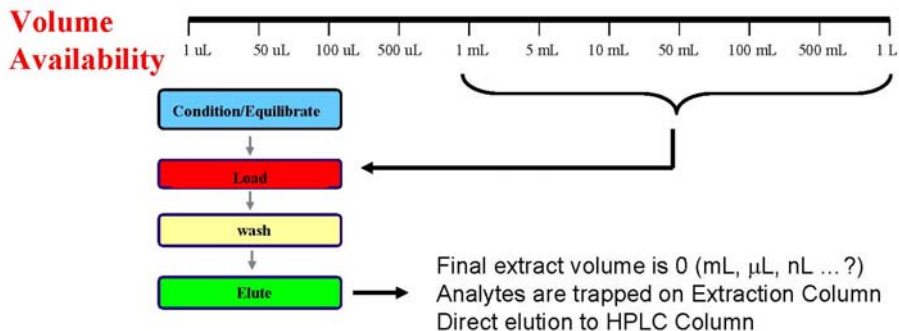 Volume
Availability
1 uL 50 uL 100 uL 500 uL 1 mL 5 mL 10 mL 50 mL 100 mL 500 mL 1 L
Condition/Equilibrate
Load
wash
Elute
Final extract volume is 0 (mL, μL, nL ...?)
Analytes are trapped on Extraction Column
Direct elution to HPLC Column